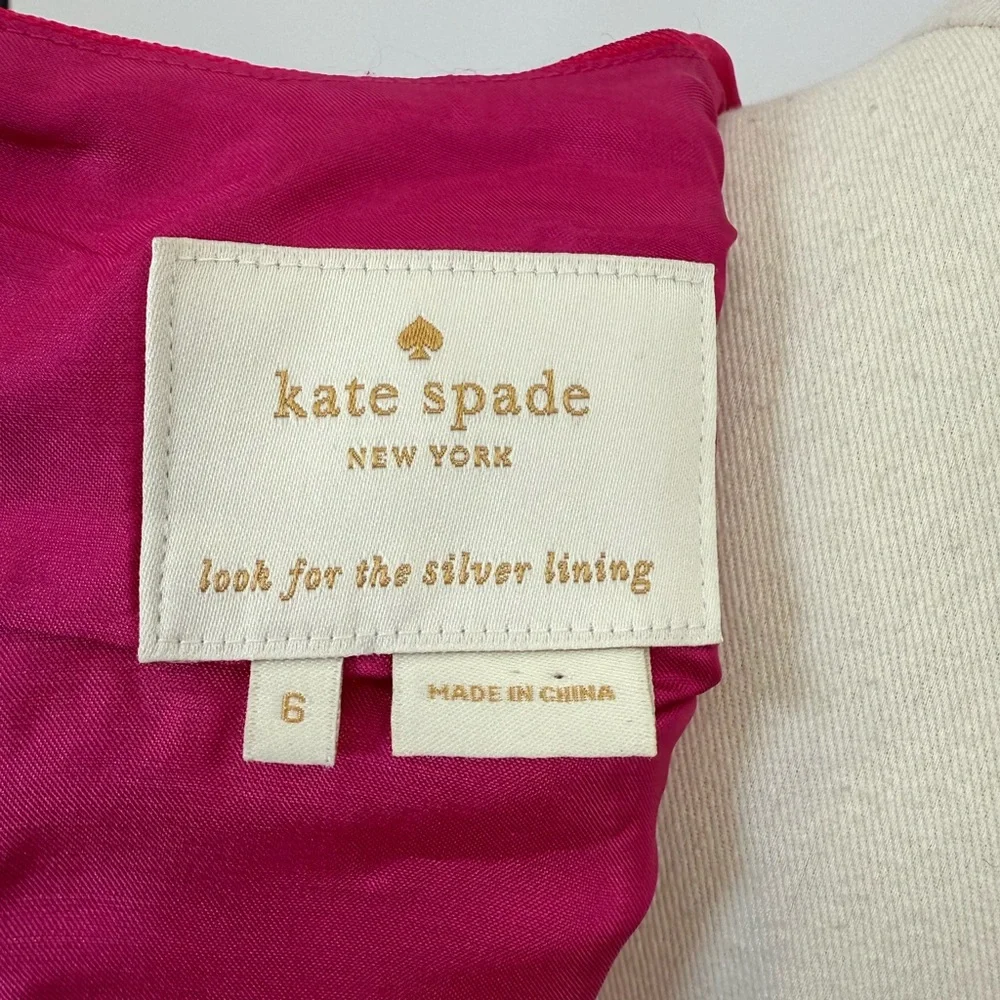 kate spade
NEW YORK
look for the silver lining
6
MADE IN CHINA